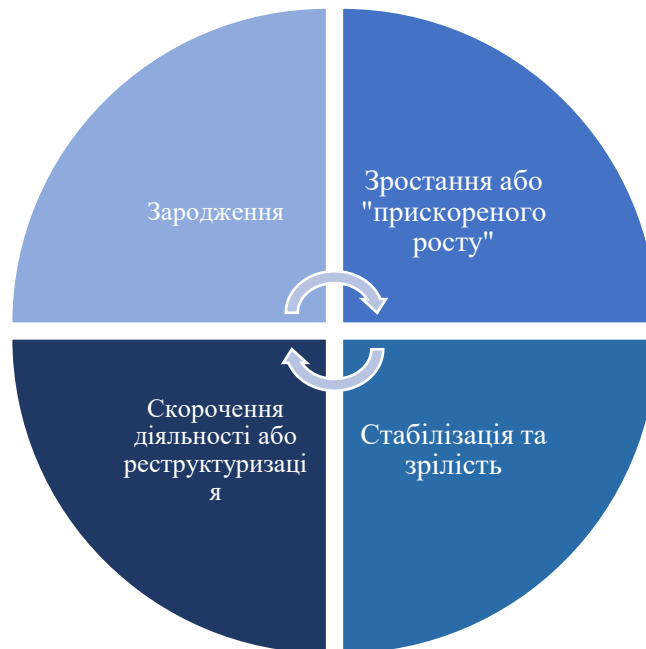 Зародження
Зростання або
"прискореного
росту"
Скорочення
діяльності або
реструктуризаці
я
Стабілізація та
зрілість